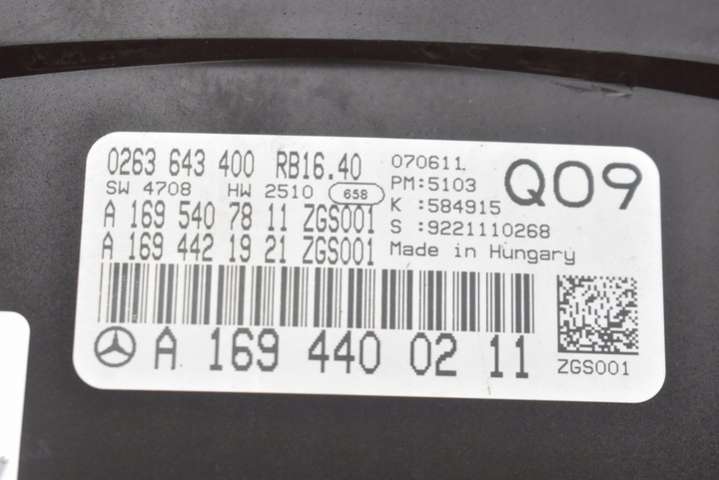 0263 643 400 RB16.40
SW 4708 HW 2510 658
A 169 540 78 11 ZGS001
A 169 442 19 21 ZGS001
070611
PM:5103
K :584915
S :9221110268
Made in Hungary
Q09
A 169 440 02 11
ZGS001